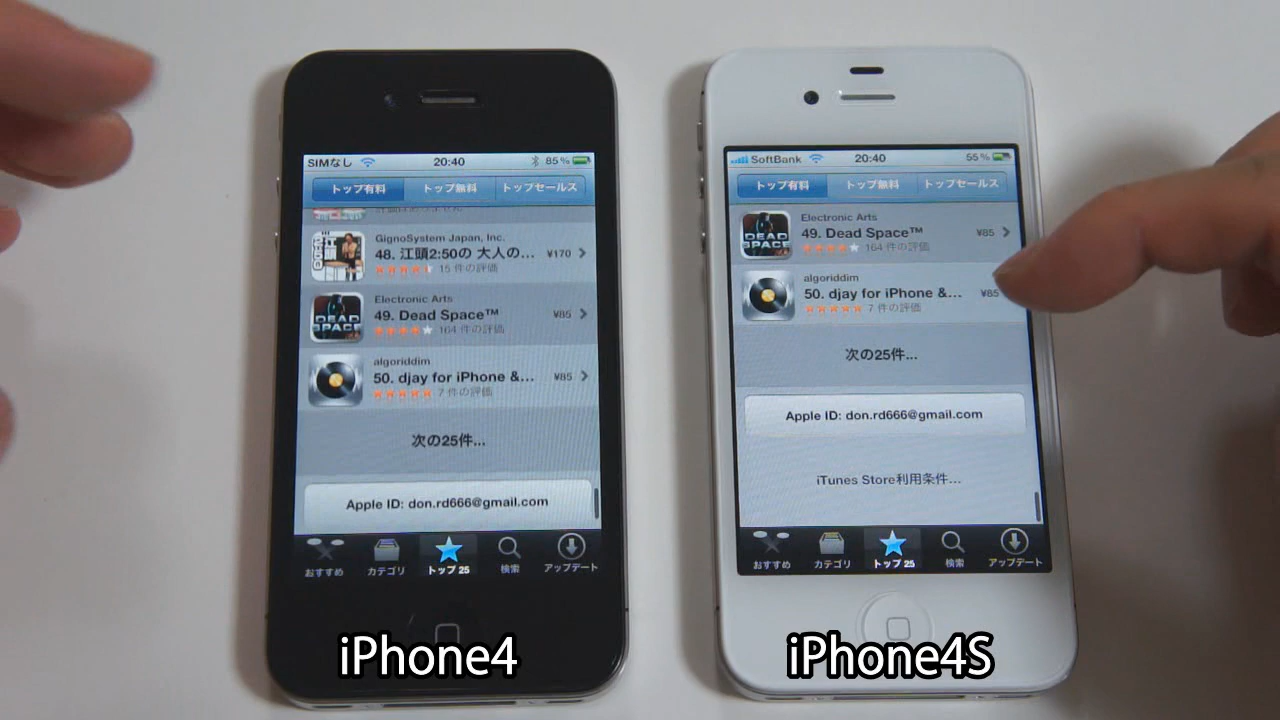 SIMなし 20:40 85%
トップ有料 トップ無料 トップセールス
GignoSystem Japan, Inc.
48. 江頭2:50の 大人の... ¥170
15 件の評価
Electronic Arts
DEAD SPACE
49. Dead Space™ ¥85
164 件の評価
algoriddim
50. djay for iPhone &... ¥85
7 件の評価
次の25件...
Apple ID: don.rd666@gmail.com
おすすめ カテゴリ トップ 25 検索 アップデート
iPhone4
SoftBank 20:40 55%
トップ有料 トップ無料 トップセールス
Electronic Arts
DEAD SPACE
49. Dead Space™ ¥85
164 件の評価
algoriddim
50. djay for iPhone &... ¥85
7 件の評価
次の25件...
Apple ID: don.rd666@gmail.com
iTunes Store利用条件...
おすすめ カテゴリ トップ 25 検索 アップデート
iPhone4S